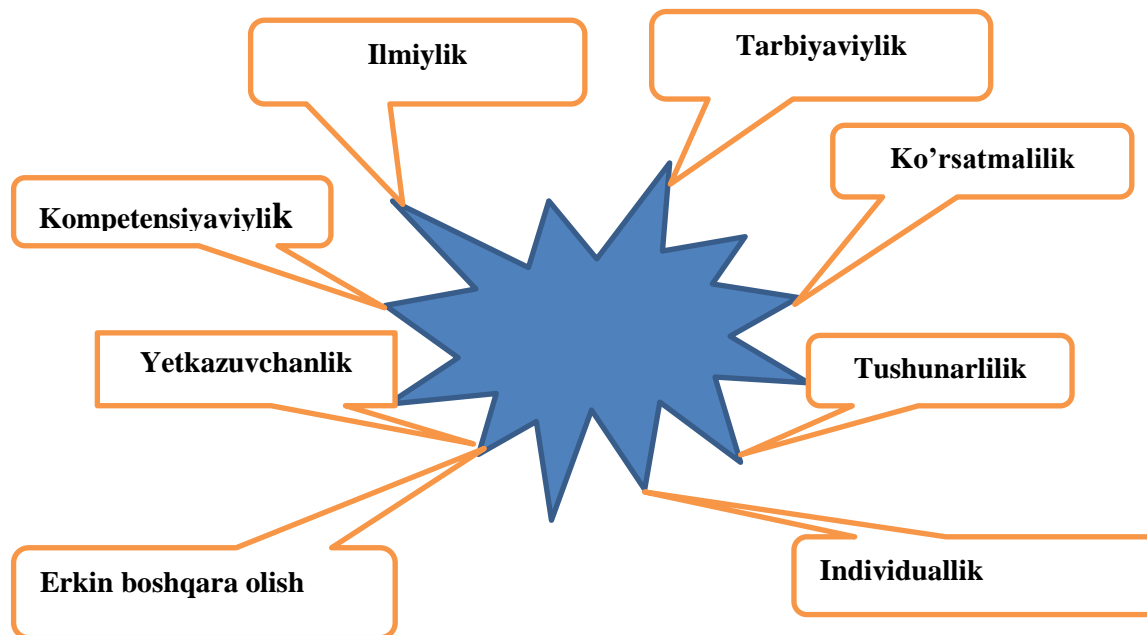 Ilmiylik
Tarbiyaviylik
Ko’rsatmalilik
Kompetensiyaviylik
Yetkazuvchanlik
Tushunarlilik
Erkin boshqara olish
Individuallik